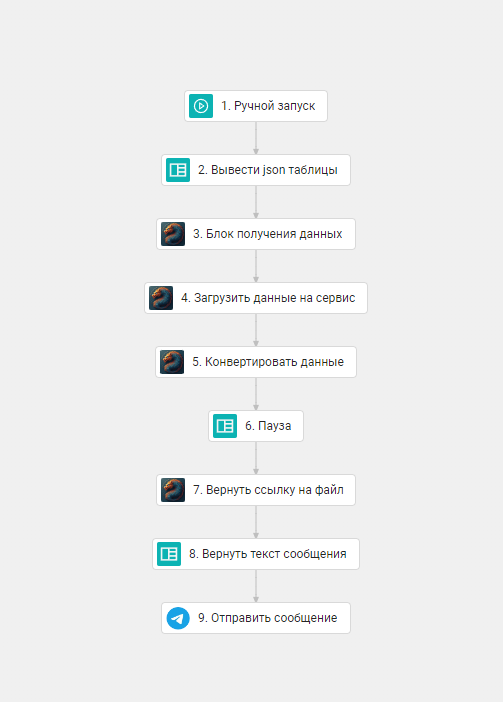 1. Ручной запуск
2. Вывести json таблицы
3. Блок получения данных
4. Загрузить данные на сервис
5. Конвертировать данные
6. Пауза
7. Вернуть ссылку на файл
8. Вернуть текст сообщения
9. Отправить сообщение